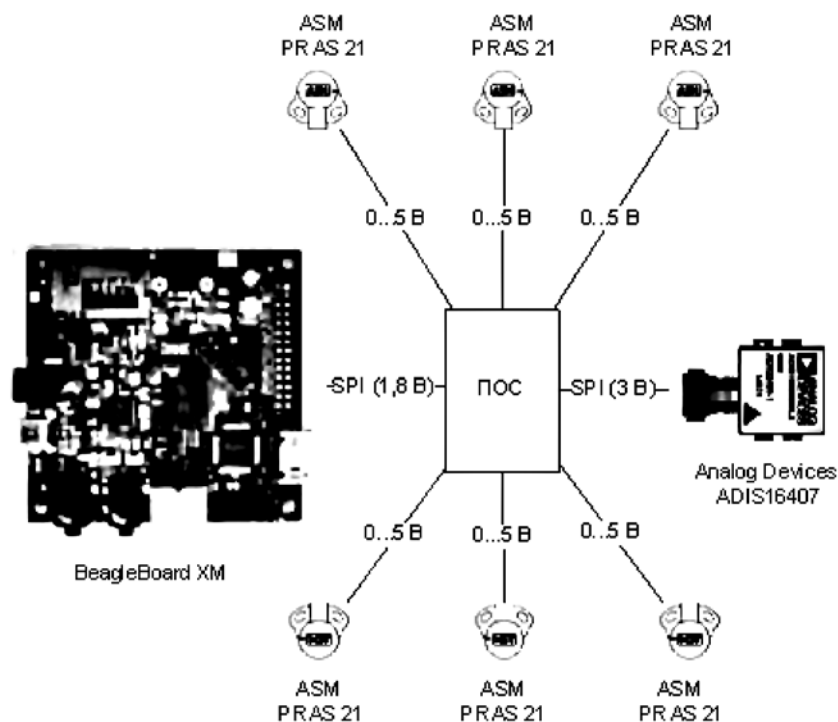 ASM
PRAS 21
ASM
PRAS 21
ASM
PRAS 21
0...5 В
0...5 В
0...5 В
SPI (1,8 В)
ПОС
SPI (3 В)
Analog Devices
ADIS16407
0...5 В
0...5 В
0...5 В
BeagleBoard XM
ASM
PRAS 21
ASM
PRAS 21
ASM
PRAS 21